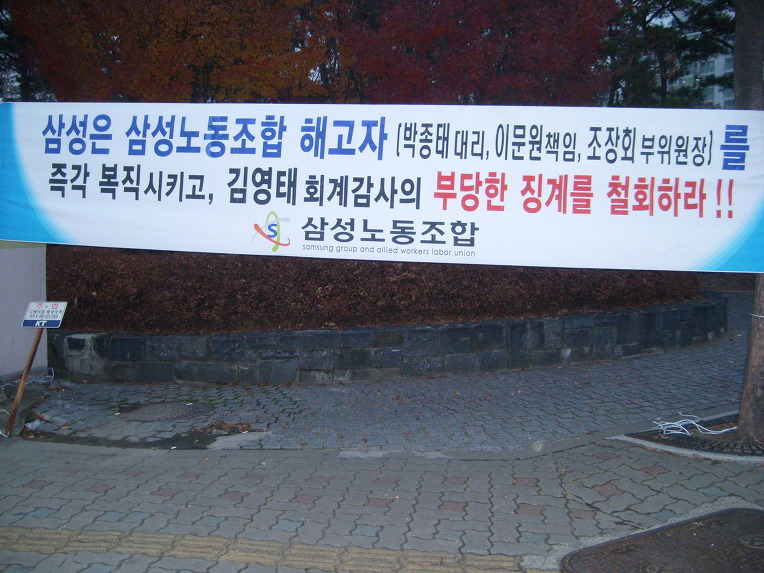 삼성은 삼성노동조합 해고자 (박종태대리, 이문원책임, 조장희부위원장)를
즉각 복직시키고, 김영태회계감사의 부당한 징계를 철회하라!!
S 삼성노동조합
samsung group and allied workers labor union
KT